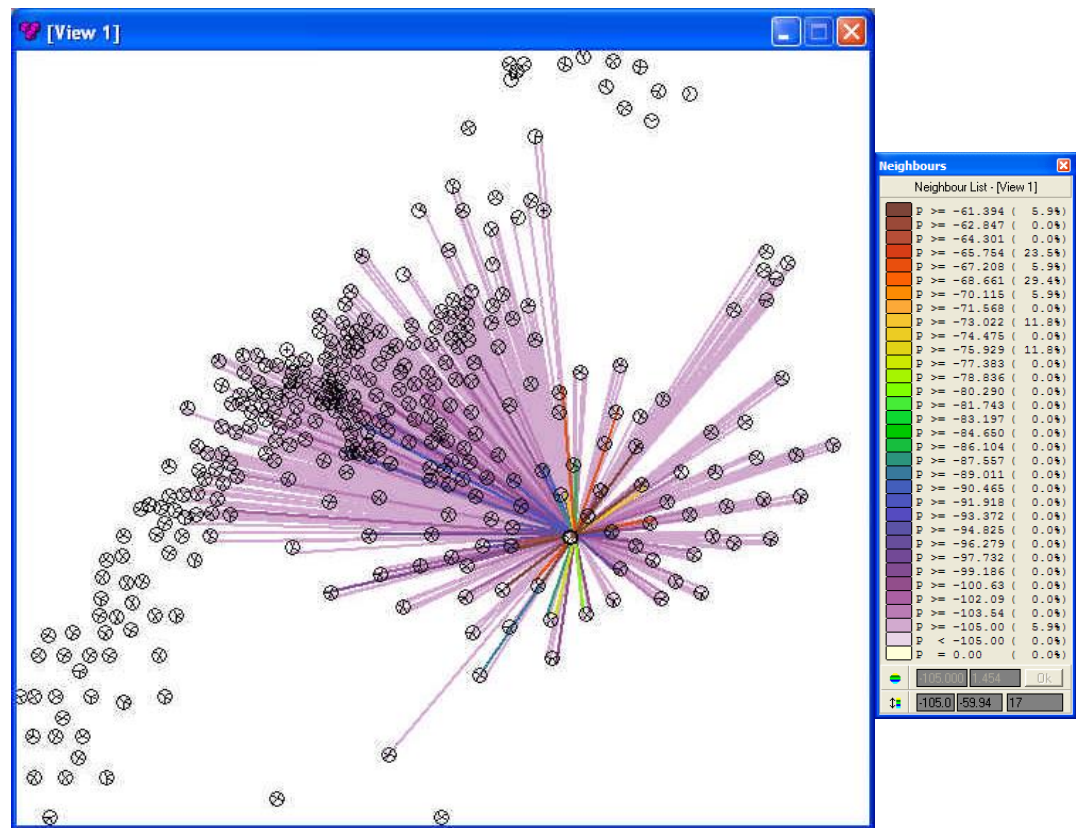 [View 1]
Neighbours
Neighbour List - [View 1]
P >= -61.394 ( 5.9%)
P >= -62.847 ( 0.0%)
P >= -64.301 ( 0.0%)
P >= -65.754 ( 23.5%)
P >= -67.208 ( 5.9%)
P >= -68.661 ( 29.4%)
P >= -70.115 ( 5.9%)
P >= -71.568 ( 0.0%)
P >= -73.022 ( 11.8%)
P >= -74.475 ( 0.0%)
P >= -75.929 ( 11.8%)
P >= -77.383 ( 0.0%)
P >= -78.836 ( 0.0%)
P >= -80.290 ( 0.0%)
P >= -81.743 ( 0.0%)
P >= -83.197 ( 0.0%)
P >= -84.650 ( 0.0%)
P >= -86.104 ( 0.0%)
P >= -87.557 ( 0.0%)
P >= -89.011 ( 0.0%)
P >= -90.465 ( 0.0%)
P >= -91.918 ( 0.0%)
P >= -93.372 ( 0.0%)
P >= -94.825 ( 0.0%)
P >= -96.279 ( 0.0%)
P >= -97.732 ( 0.0%)
P >= -99.186 ( 0.0%)
P >= -100.63 ( 0.0%)
P >= -102.09 ( 0.0%)
P >= -103.54 ( 0.0%)
P >= -105.00 ( 5.9%)
P < -105.00 ( 0.0%)
P = 0.00 ( 0.0%)
-105.000 1.454 Ok
-105.0 -59.94 17